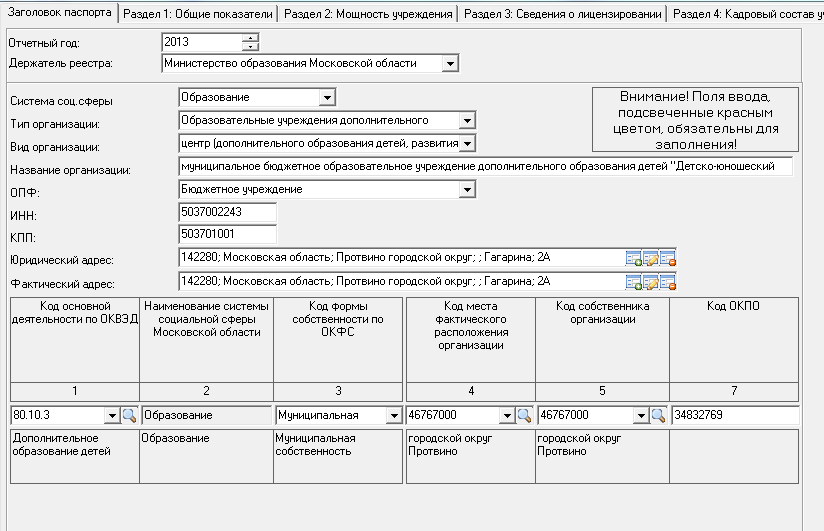 Заголовок паспорта
Раздел 1: Общие показатели
Раздел 2: Мощность учреждения
Раздел 3: Сведения о лицензировании
Раздел 4: Кадровый состав
Отчетный год:
2013
Держатель реестра:
Министерство образования Московской области
Система соц.сферы
Образование
Внимание! Поля ввода,
подсвеченные красным
цветом, обязательны для
заполнения!
Тип организации:
Образовательные учреждения дополнительного
Вид организации:
центр (дополнительного образования детей, развития
Название организации:
муниципальное бюджетное образовательное учреждение дополнительного образования детей "Детско-юношеский
ОПФ:
Бюджетное учреждение
ИНН:
5037002243
КПП:
503701001
Юридический адрес:
142280; Московская область; Протвино городской округ; ; Гагарина; 2А
Фактический адрес:
142280; Московская область; Протвино городской округ; ; Гагарина; 2А
Код основной
деятельности по ОКВЭД
Наименование системы
социальной сферы
Московской области
Код формы
собственности по
ОКФС
Код места
фактического
расположения
организации
Код собственника
организации
Код ОКПО
1
2
3
4
5
7
80.10.3
Образование
Муниципальная
46767000
46767000
34832769
Дополнительное
образование детей
Образование
Муниципальная
собственность
городской округ
Протвино
городской округ
Протвино